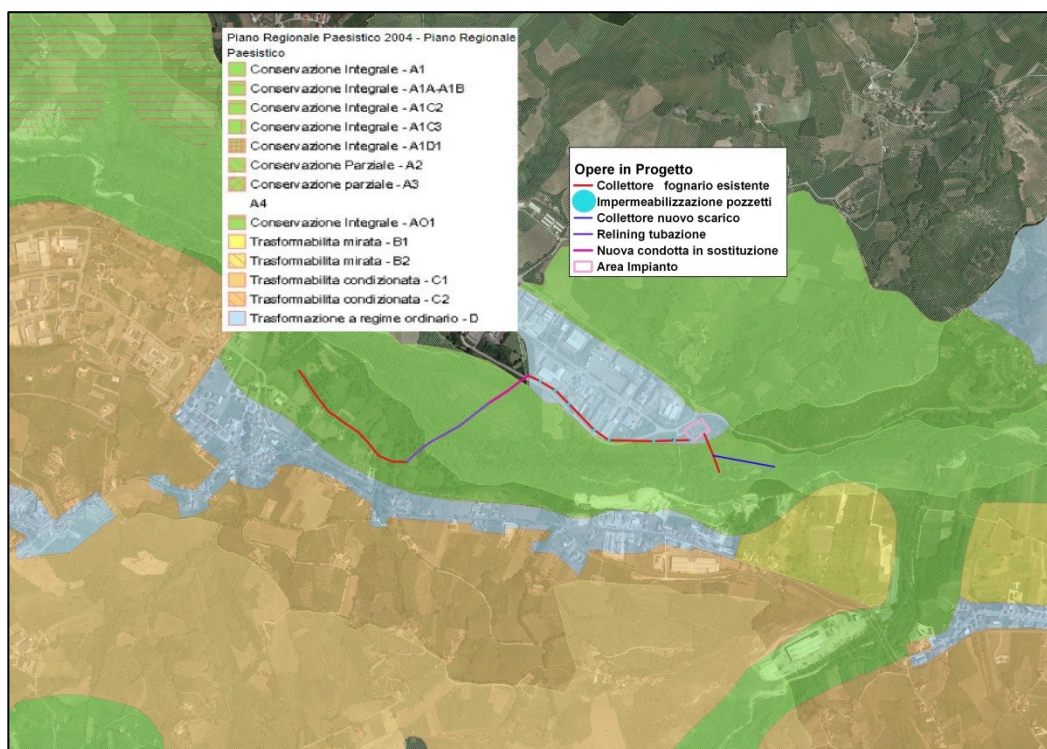 Piano Regionale Paesistico 2004 - Piano Regionale
Paesistico
Conservazione Integrale - A1
Conservazione Integrale - A1A-A1B
Conservazione Integrale - A1C2
Conservazione Integrale - A1C3
Conservazione Integrale - A1D1
Conservazione Parziale - A2
Conservazione parziale - A3
A4
Conservazione Integrale - AO1
Trasformabilita mirata - B1
Trasformabilita mirata - B2
Trasformabilita condizionata - C1
Trasformabilita condizionata - C2
Trasformazione a regime ordinario - D
Opere in Progetto
Collettore fognario esistente
Impermeabilizzazione pozzetti
Collettore nuovo scarico
Relining tubazione
Nuova condotta in sostituzione
Area Impianto